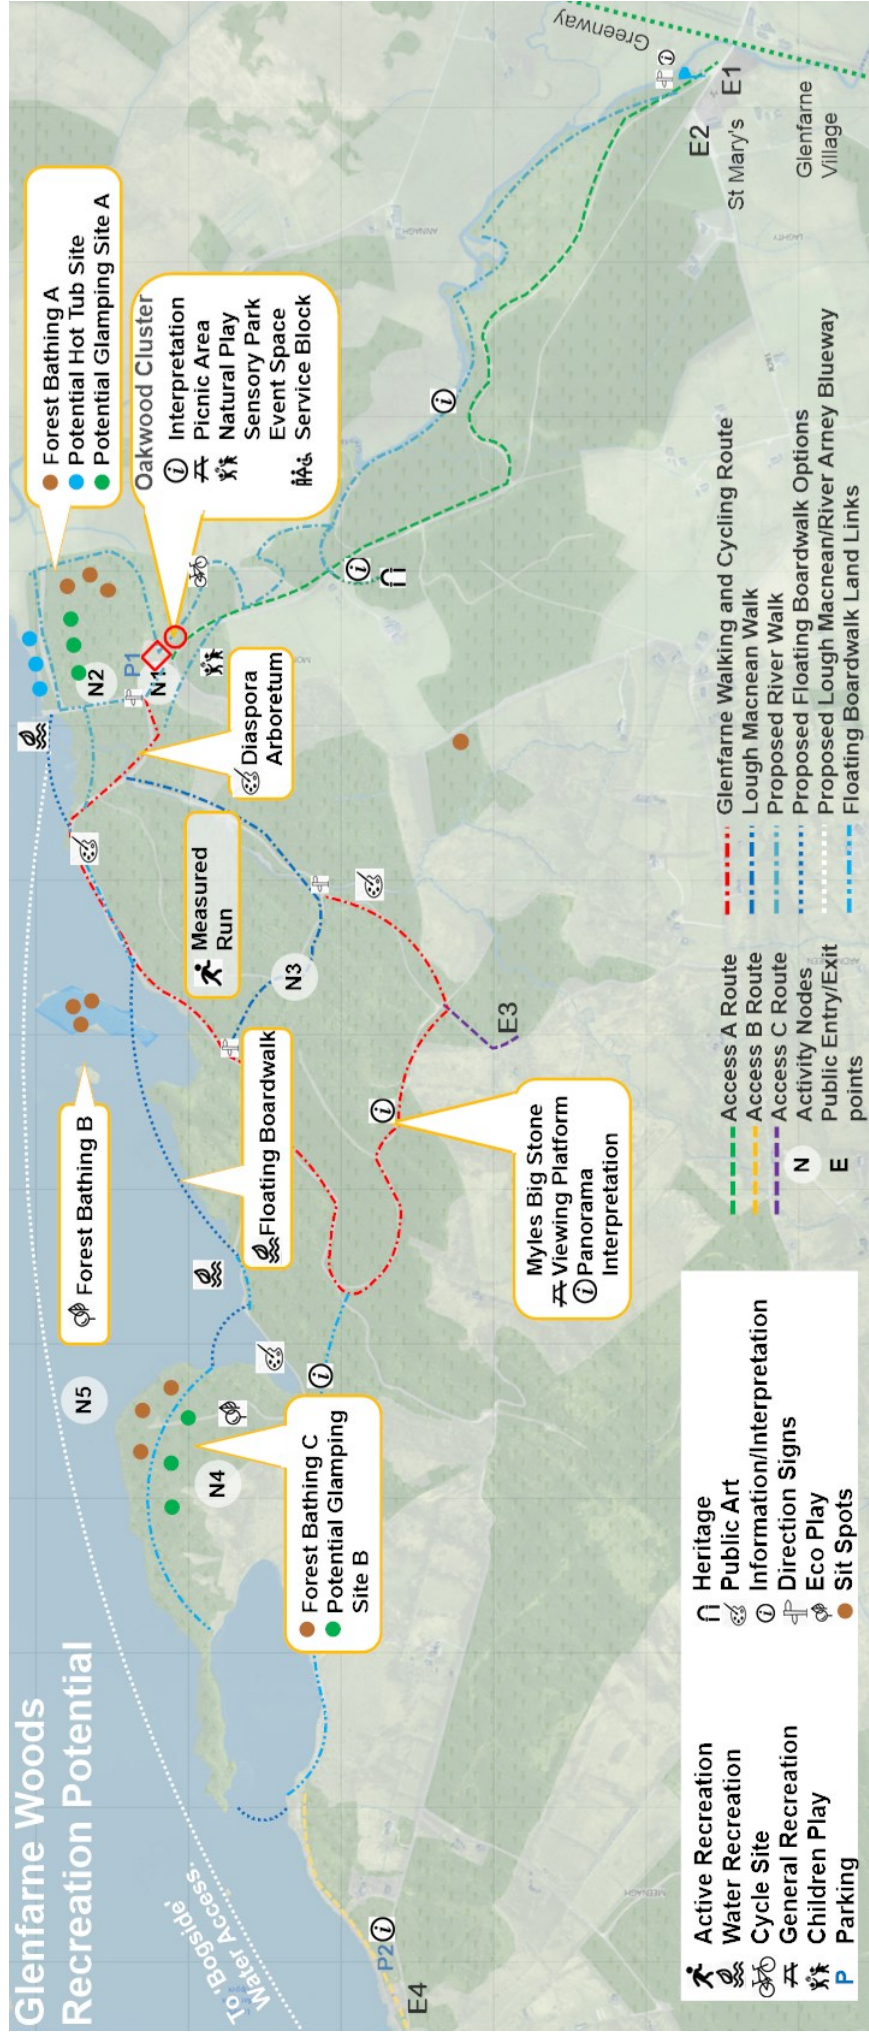 Glenfarne Woods
Recreation Potential
To 'Bogside'
Water Access.
N5
Forest Bathing B
Forest Bathing A
Potential Hot Tub Site
Potential Glamping Site A
Oakwood Cluster
Interpretation
Picnic Area
Natural Play
Sensory Park
Event Space
Service Block
N2
P1
N1
Diaspora
Arboretum
Measured
Run
N3
Floating Boardwalk
N4
Forest Bathing C
Potential Glamping
Site B
Myles Big Stone
Viewing Platform
Panorama
Interpretation
E3
P2
E4
ANNAGH
LAGHTY
Greenway
E1
E2
St Mary's
Glenfarne
Village
Active Recreation
Water Recreation
Cycle Site
General Recreation
Children Play
P Parking
Heritage
Public Art
Information/Interpretation
Direction Signs
Eco Play
Sit Spots
Access A Route
Access B Route
Access C Route
N Activity Nodes
E Public Entry/Exit
points
Glenfarne Walking and Cycling Route
Lough Macnean Walk
Proposed River Walk
Proposed Floating Boardwalk Options
Proposed Lough Macnean/River Arney Blueway
Floating Boardwalk Land Links